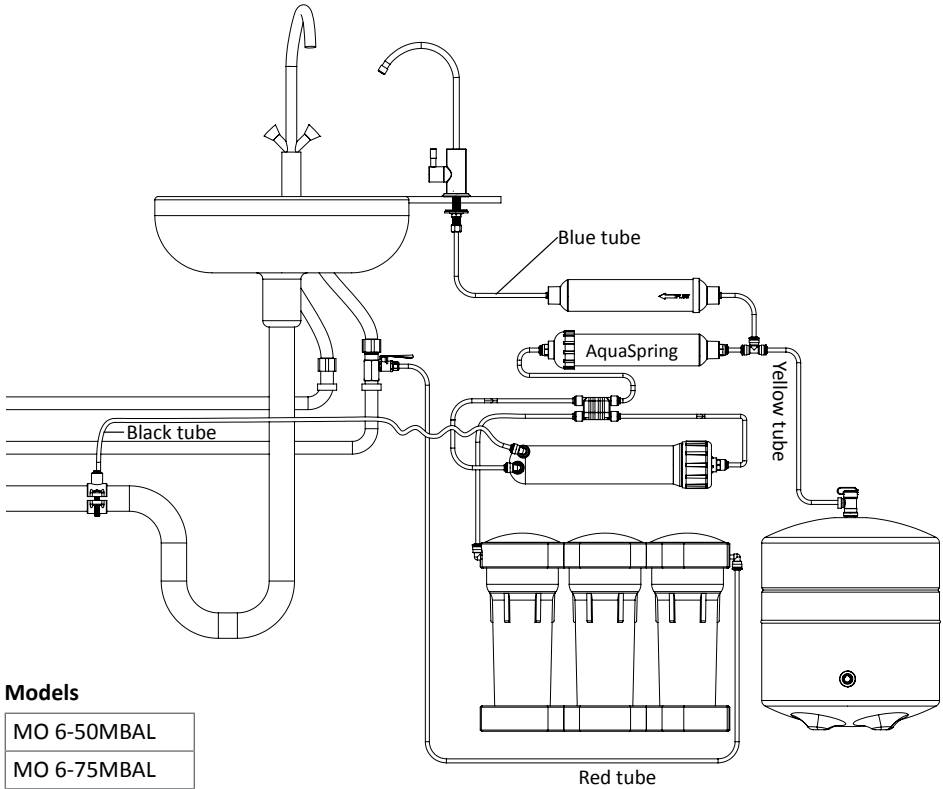 Blue tube
AquaSpring
Yellow tube
Black tube
Models
MO 6-50MBAL
MO 6-75MBAL
Red tube